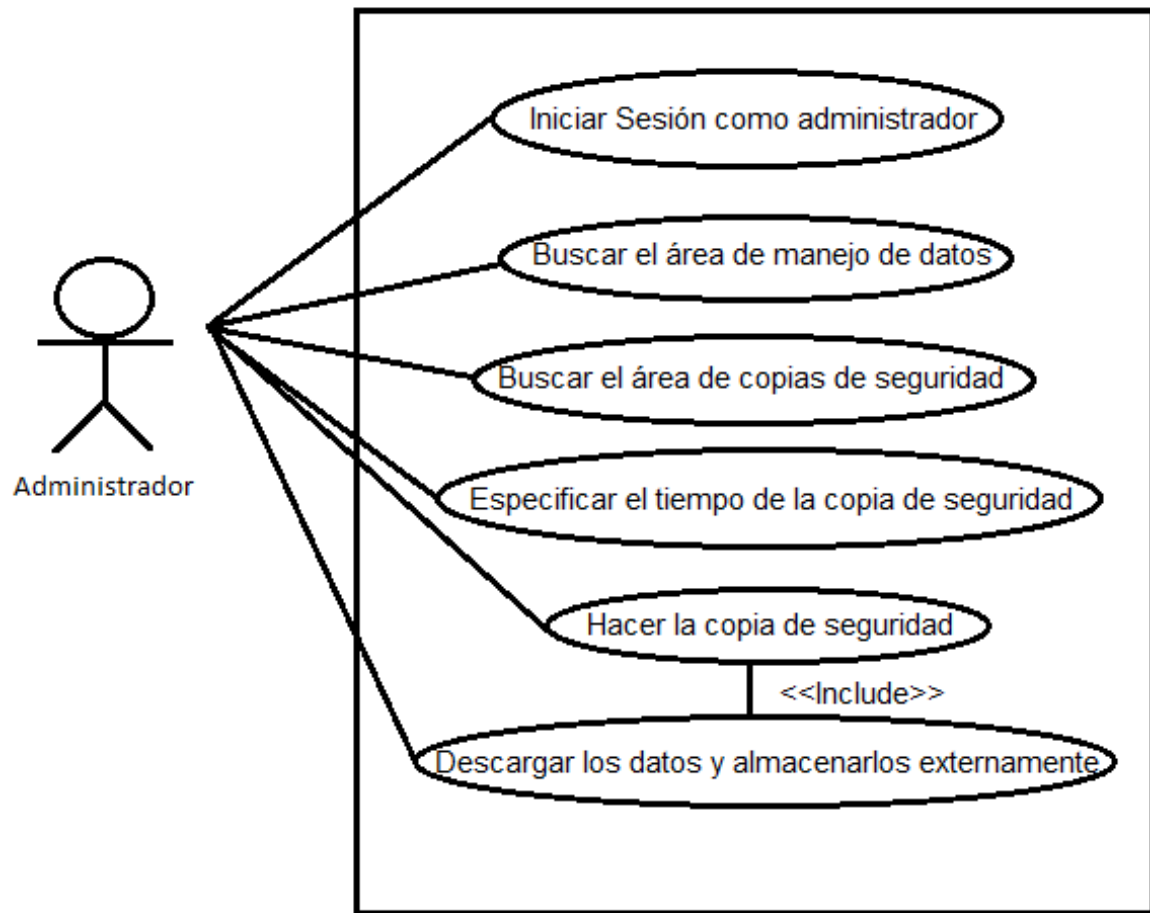 Iniciar Sesión como administrador
Buscar el área de manejo de datos
Buscar el área de copias de seguridad
Administrador
Especificar el tiempo de la copia de seguridad
Hacer la copia de seguridad
<<Include>>
Descargar los datos y almacenarlos externamente